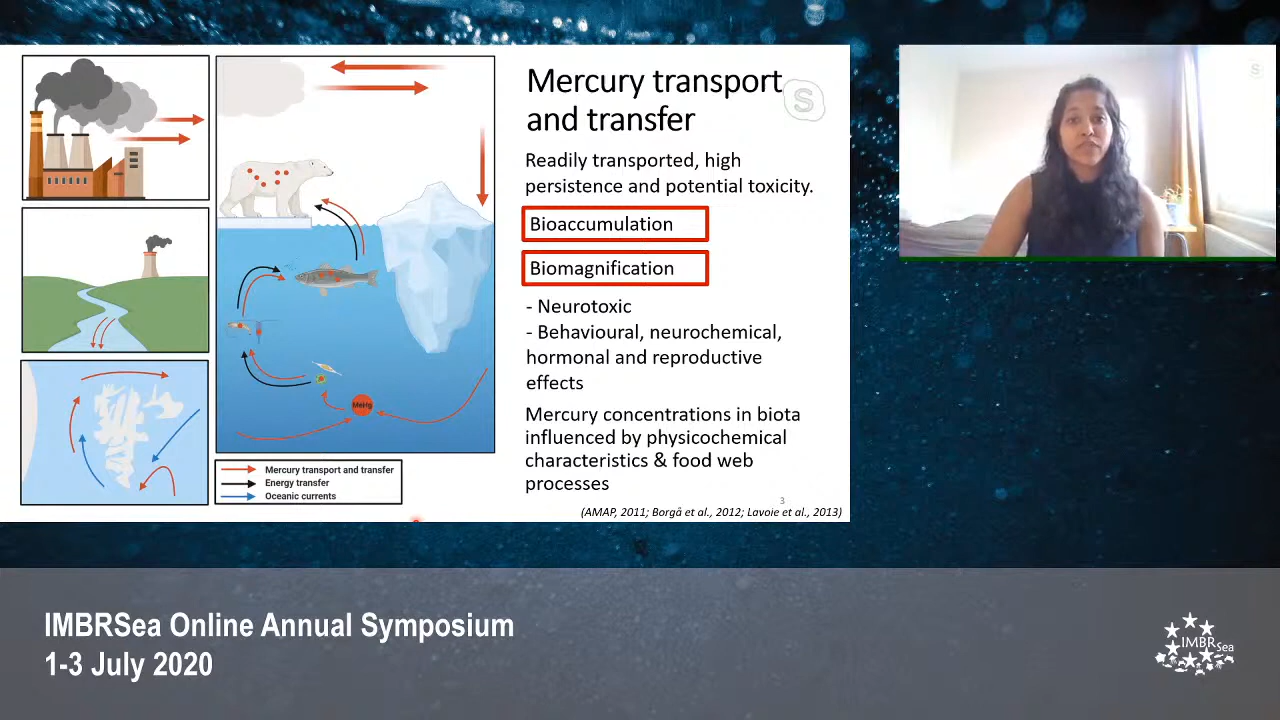 Mercury transport
and transfer
Readily transported, high
persistence and potential toxicity.
Bioaccumulation
Biomagnification
- Neurotoxic
- Behavioural, neurochemical,
hormonal and reproductive
effects
Mercury concentrations in biota
influenced by physicochemical
characteristics & food web
processes
3
(AMAP, 2011; Borgå et al., 2012; Lavoie et al., 2013)
MeHg
Mercury transport and transfer
Energy transfer
Oceanic currents
S
S
IMBRSea Online Annual Symposium
1-3 July 2020
IMBRSea